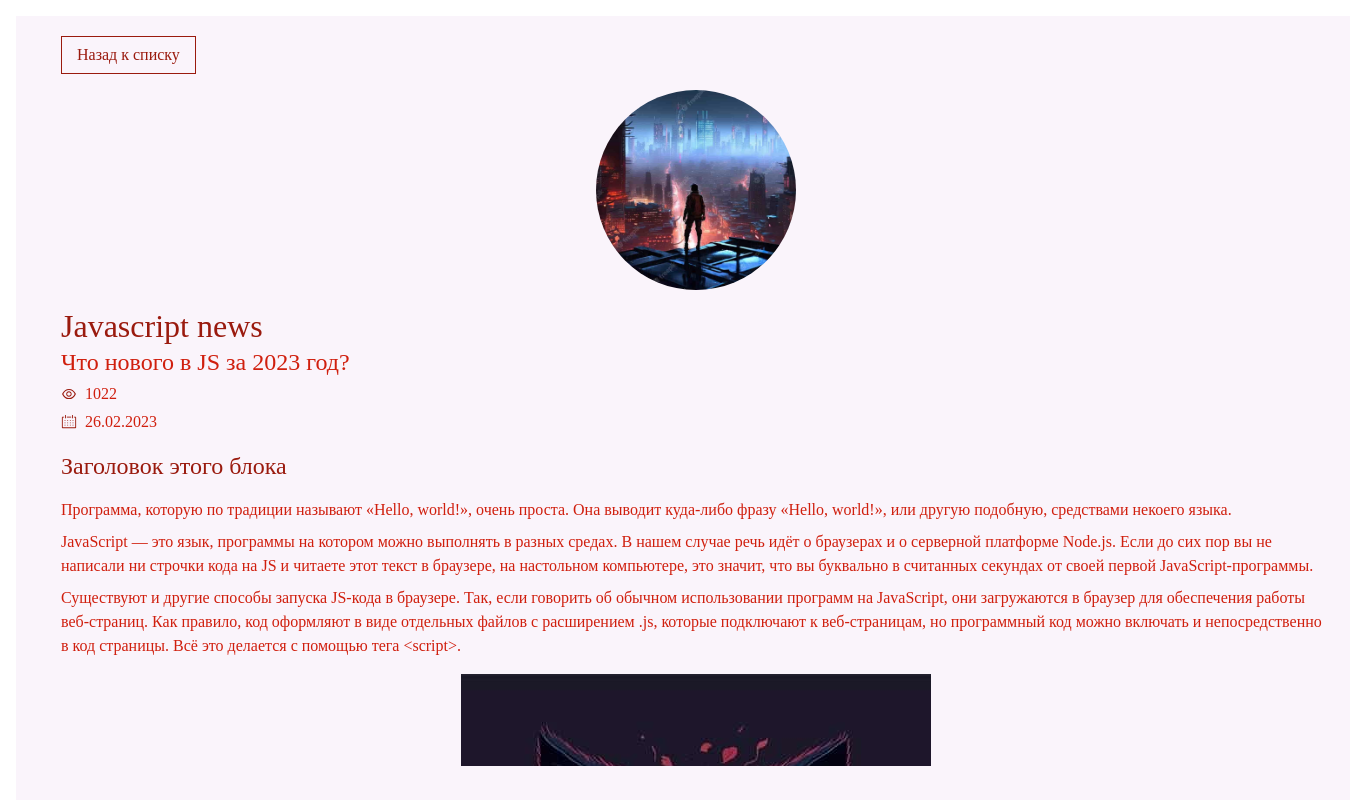 Назад к списку
Javascript news
Что нового в JS за 2023 год?
1022
26.02.2023
Заголовок этого блока
Программа, которую по традиции называют «Hello, world!», очень проста. Она выводит куда-либо фразу «Hello, world!», или другую подобную, средствами некоего языка.
JavaScript — это язык, программы на котором можно выполнять в разных средах. В нашем случае речь идёт о браузерах и о серверной платформе Node.js. Если до сих пор вы не
написали ни строчки кода на JS и читаете этот текст в браузере, на настольном компьютере, это значит, что вы буквально в считанных секундах от своей первой JavaScript-программы.
Существуют и другие способы запуска JS-кода в браузере. Так, если говорить об обычном использовании программ на JavaScript, они загружаются в браузер для обеспечения работы
веб-страниц. Как правило, код оформляют в виде отдельных файлов с расширением .js, которые подключают к веб-страницам, но программный код можно включать и непосредственно
в код страницы. Всё это делается с помощью тега <script>.